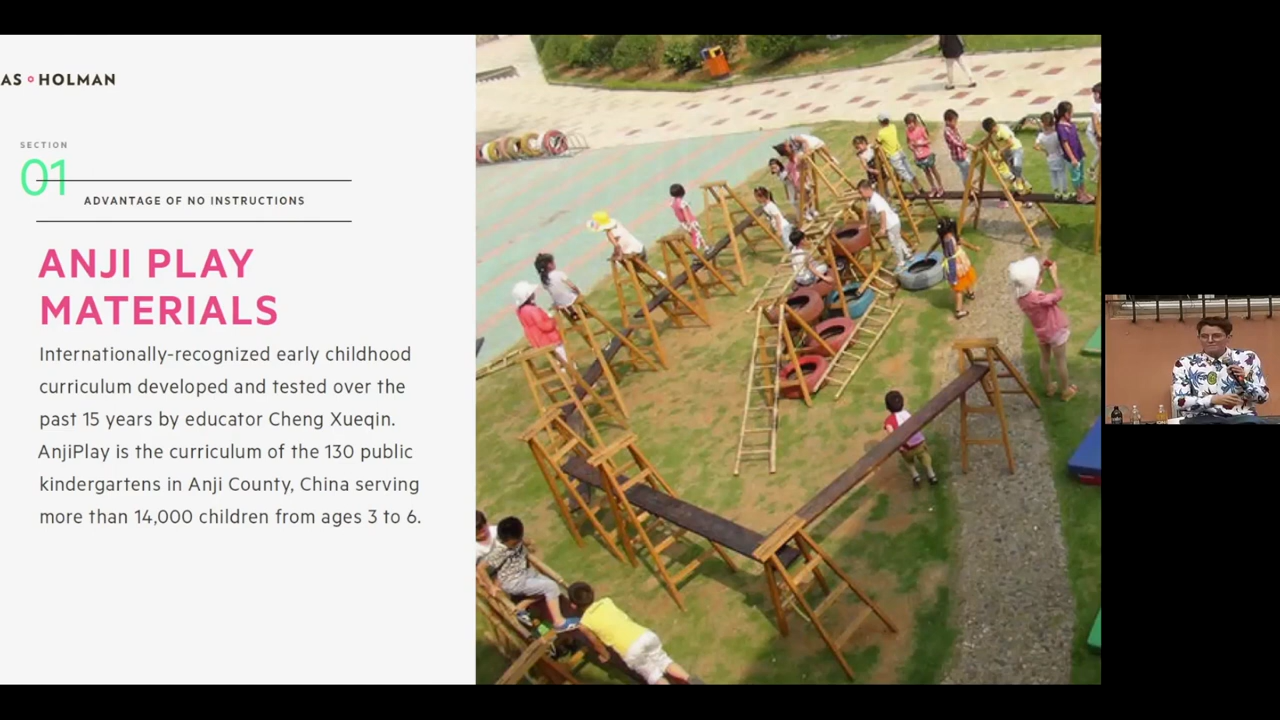 AS HOLMAN
SECTION
01
ADVANTAGE OF NO INSTRUCTIONS
ANJI PLAY
MATERIALS
Internationally-recognized early childhood
curriculum developed and tested over the
past 15 years by educator Cheng Xueqin.
AnjiPlay is the curriculum of the 130 public
kindergartens in Anji County, China serving
more than 14,000 children from ages 3 to 6.